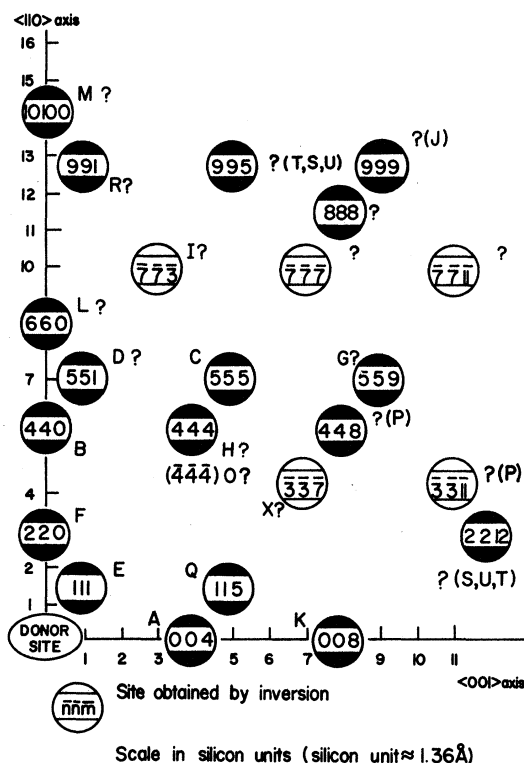 <110> axis
16
15
M ?
10100
13
991
R?
995
? (T,S,U)
999
? (J)
12
888
?
11
10
7̄7̄3̄
I?
7̄7̄7̄
?
7̄7̄1̄1̄
?
L ?
660
7
D ?
551
C
555
G?
559
440
B
444
H ?
(4̄4̄4̄) O ?
448
? (P)
4
3̄3̄7̄
X?
3̄3̄1̄1̄
? (P)
F
220
2212
? (S,U,T)
2
1
E
111
Q
115
DONOR
SITE
A
004
K
008
1 2 3 5 6 7 9 10 11
<001> axis
n̄n̄m̄
Site obtained by inversion
Scale in silicon units (silicon unit≈1.36Å)